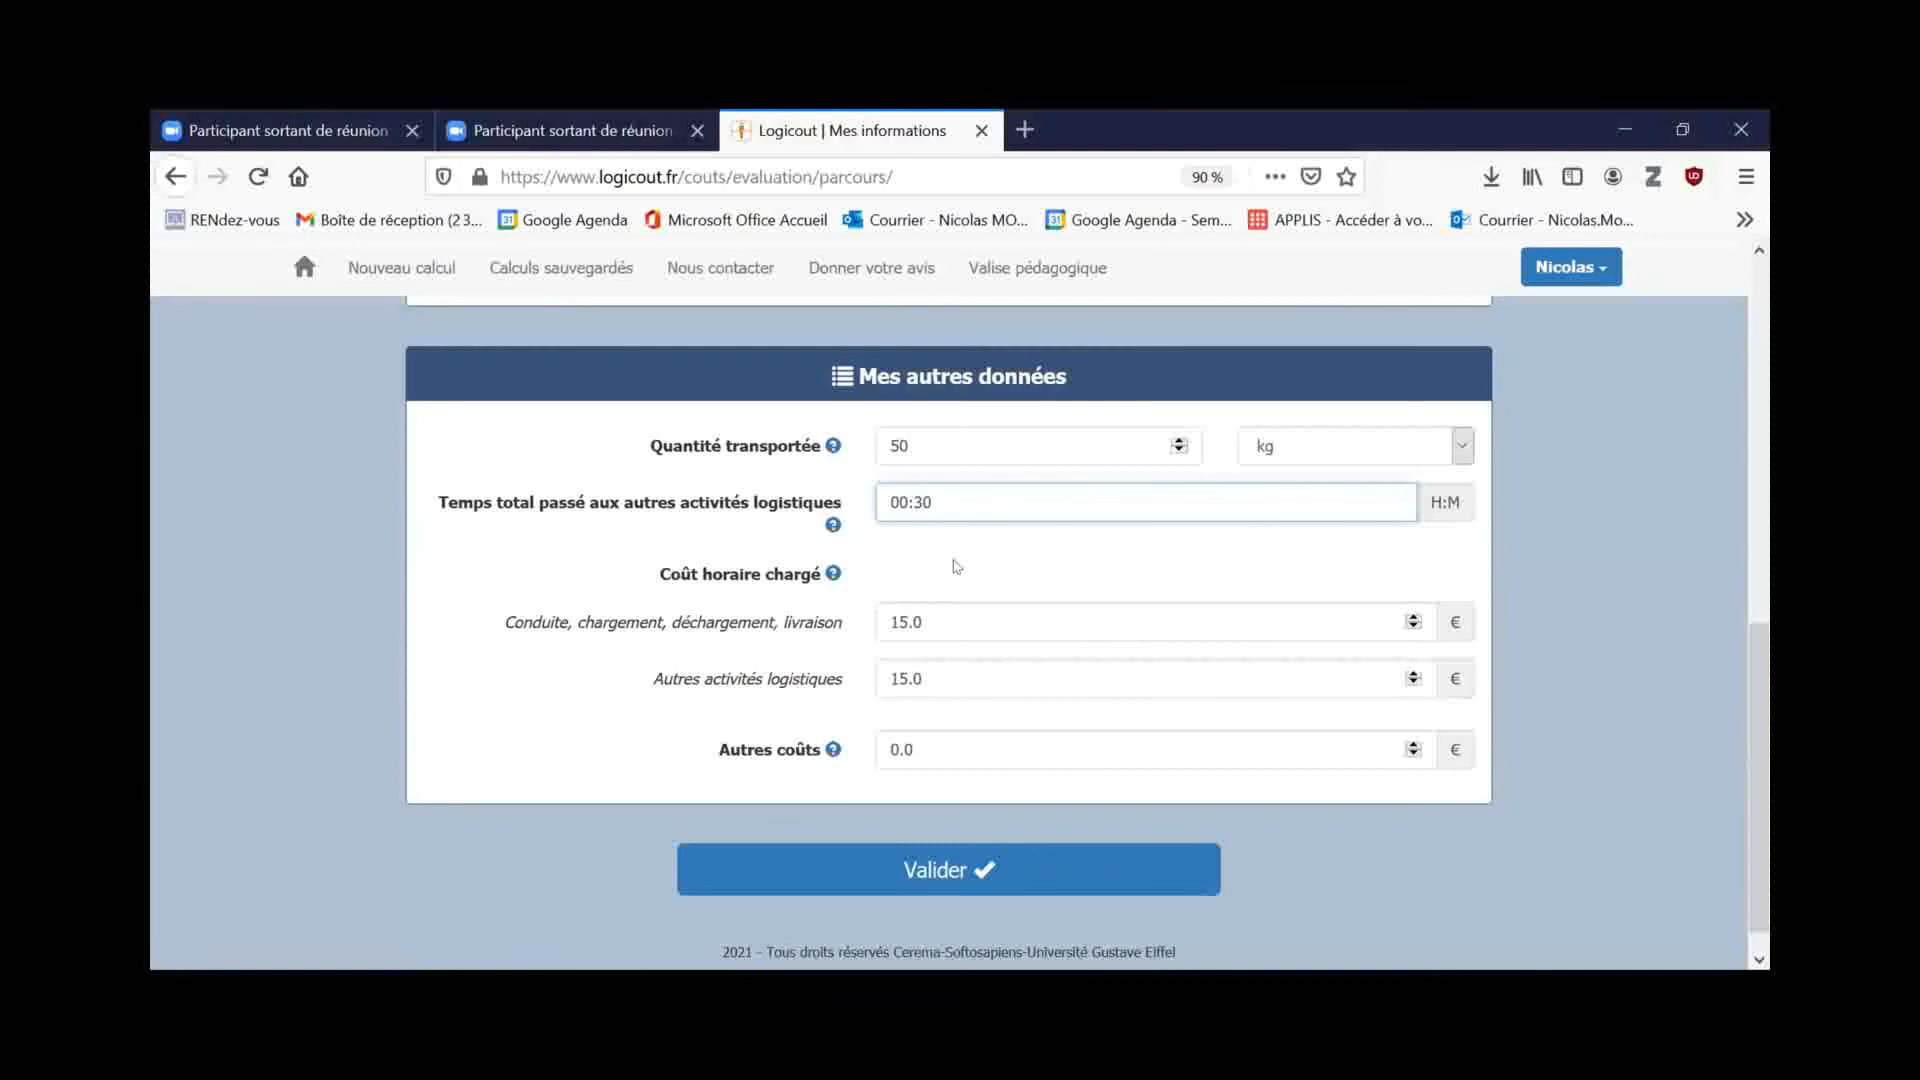 Participant sortant de réunion
Participant sortant de réunion
Logicout | Mes informations
https://www.logicout.fr/couts/evaluation/parcours/
90 %
RENdez-vous
Boîte de réception (2 3...
Google Agenda
Microsoft Office Accueil
Courrier - Nicolas MO...
Google Agenda - Sem...
APPLIS - Accéder à vo...
Courrier - Nicolas.Mo...
Nouveau calcul
Calculs sauvegardés
Nous contacter
Donner votre avis
Valise pédagogique
Nicolas
Mes autres données
Quantité transportée
50
kg
Temps total passé aux autres activités logistiques
00:30
H:M
Coût horaire chargé
Conduite, chargement, déchargement, livraison
15.0
€
Autres activités logistiques
15.0
€
Autres coûts
0.0
€
Valider
2021 - Tous droits réservés Cerema-Softosapiens-Université Gustave Eiffel